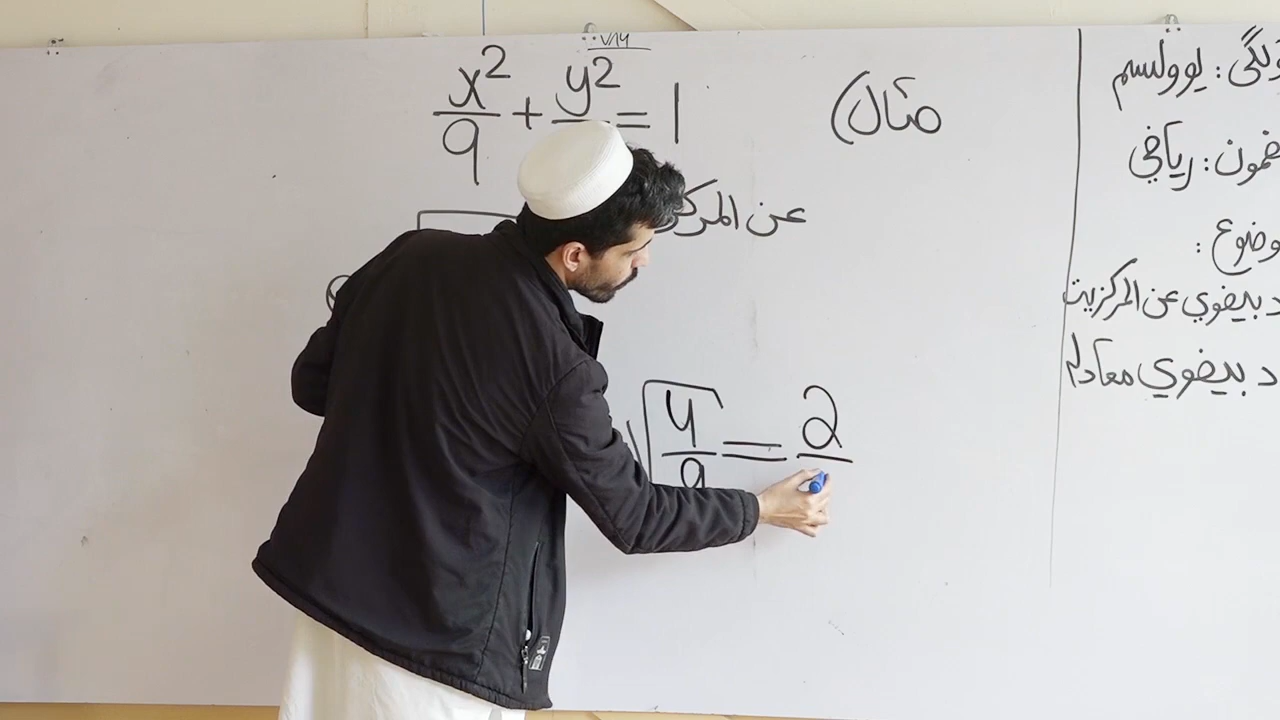 x²/9 + y²/ = 1
مثال)
عن المرکز
√4/9 = 2/
ټولګی: یوولسم
مضمون: ریاضي
موضوع:
د بیضوي عن المرکزیت
د بیضوي معادله